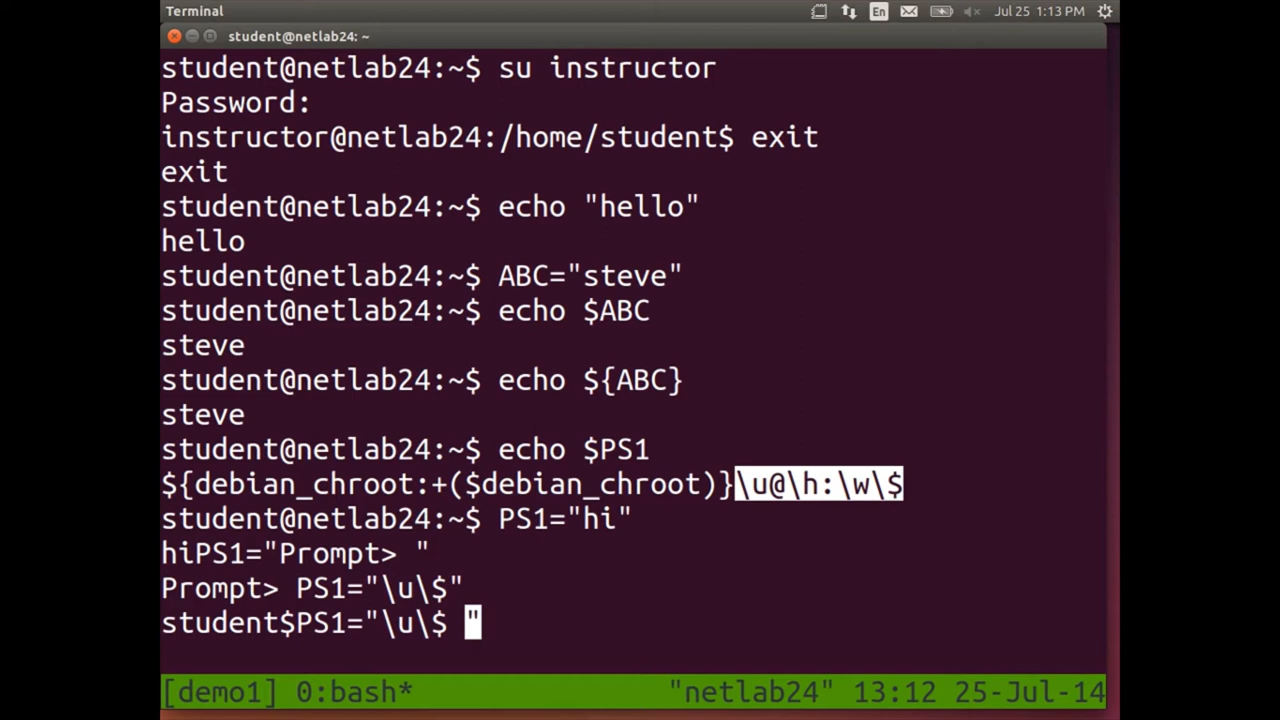 Terminal
En
Jul 25 1:13 PM
student@netlab24: ~
student@netlab24:~$ su instructor
Password:
instructor@netlab24:/home/student$ exit
exit
student@netlab24:~$ echo "hello"
hello
student@netlab24:~$ ABC="steve"
student@netlab24:~$ echo $ABC
steve
student@netlab24:~$ echo ${ABC}
steve
student@netlab24:~$ echo $PS1
${debian_chroot:+($debian_chroot)}\u@\h:\w\$
student@netlab24:~$ PS1="hi"
hiPS1="Prompt> "
Prompt> PS1="\u\$"
student$PS1="\u\$ "
[demo1] 0:bash* "netlab24" 13:12 25-Jul-14